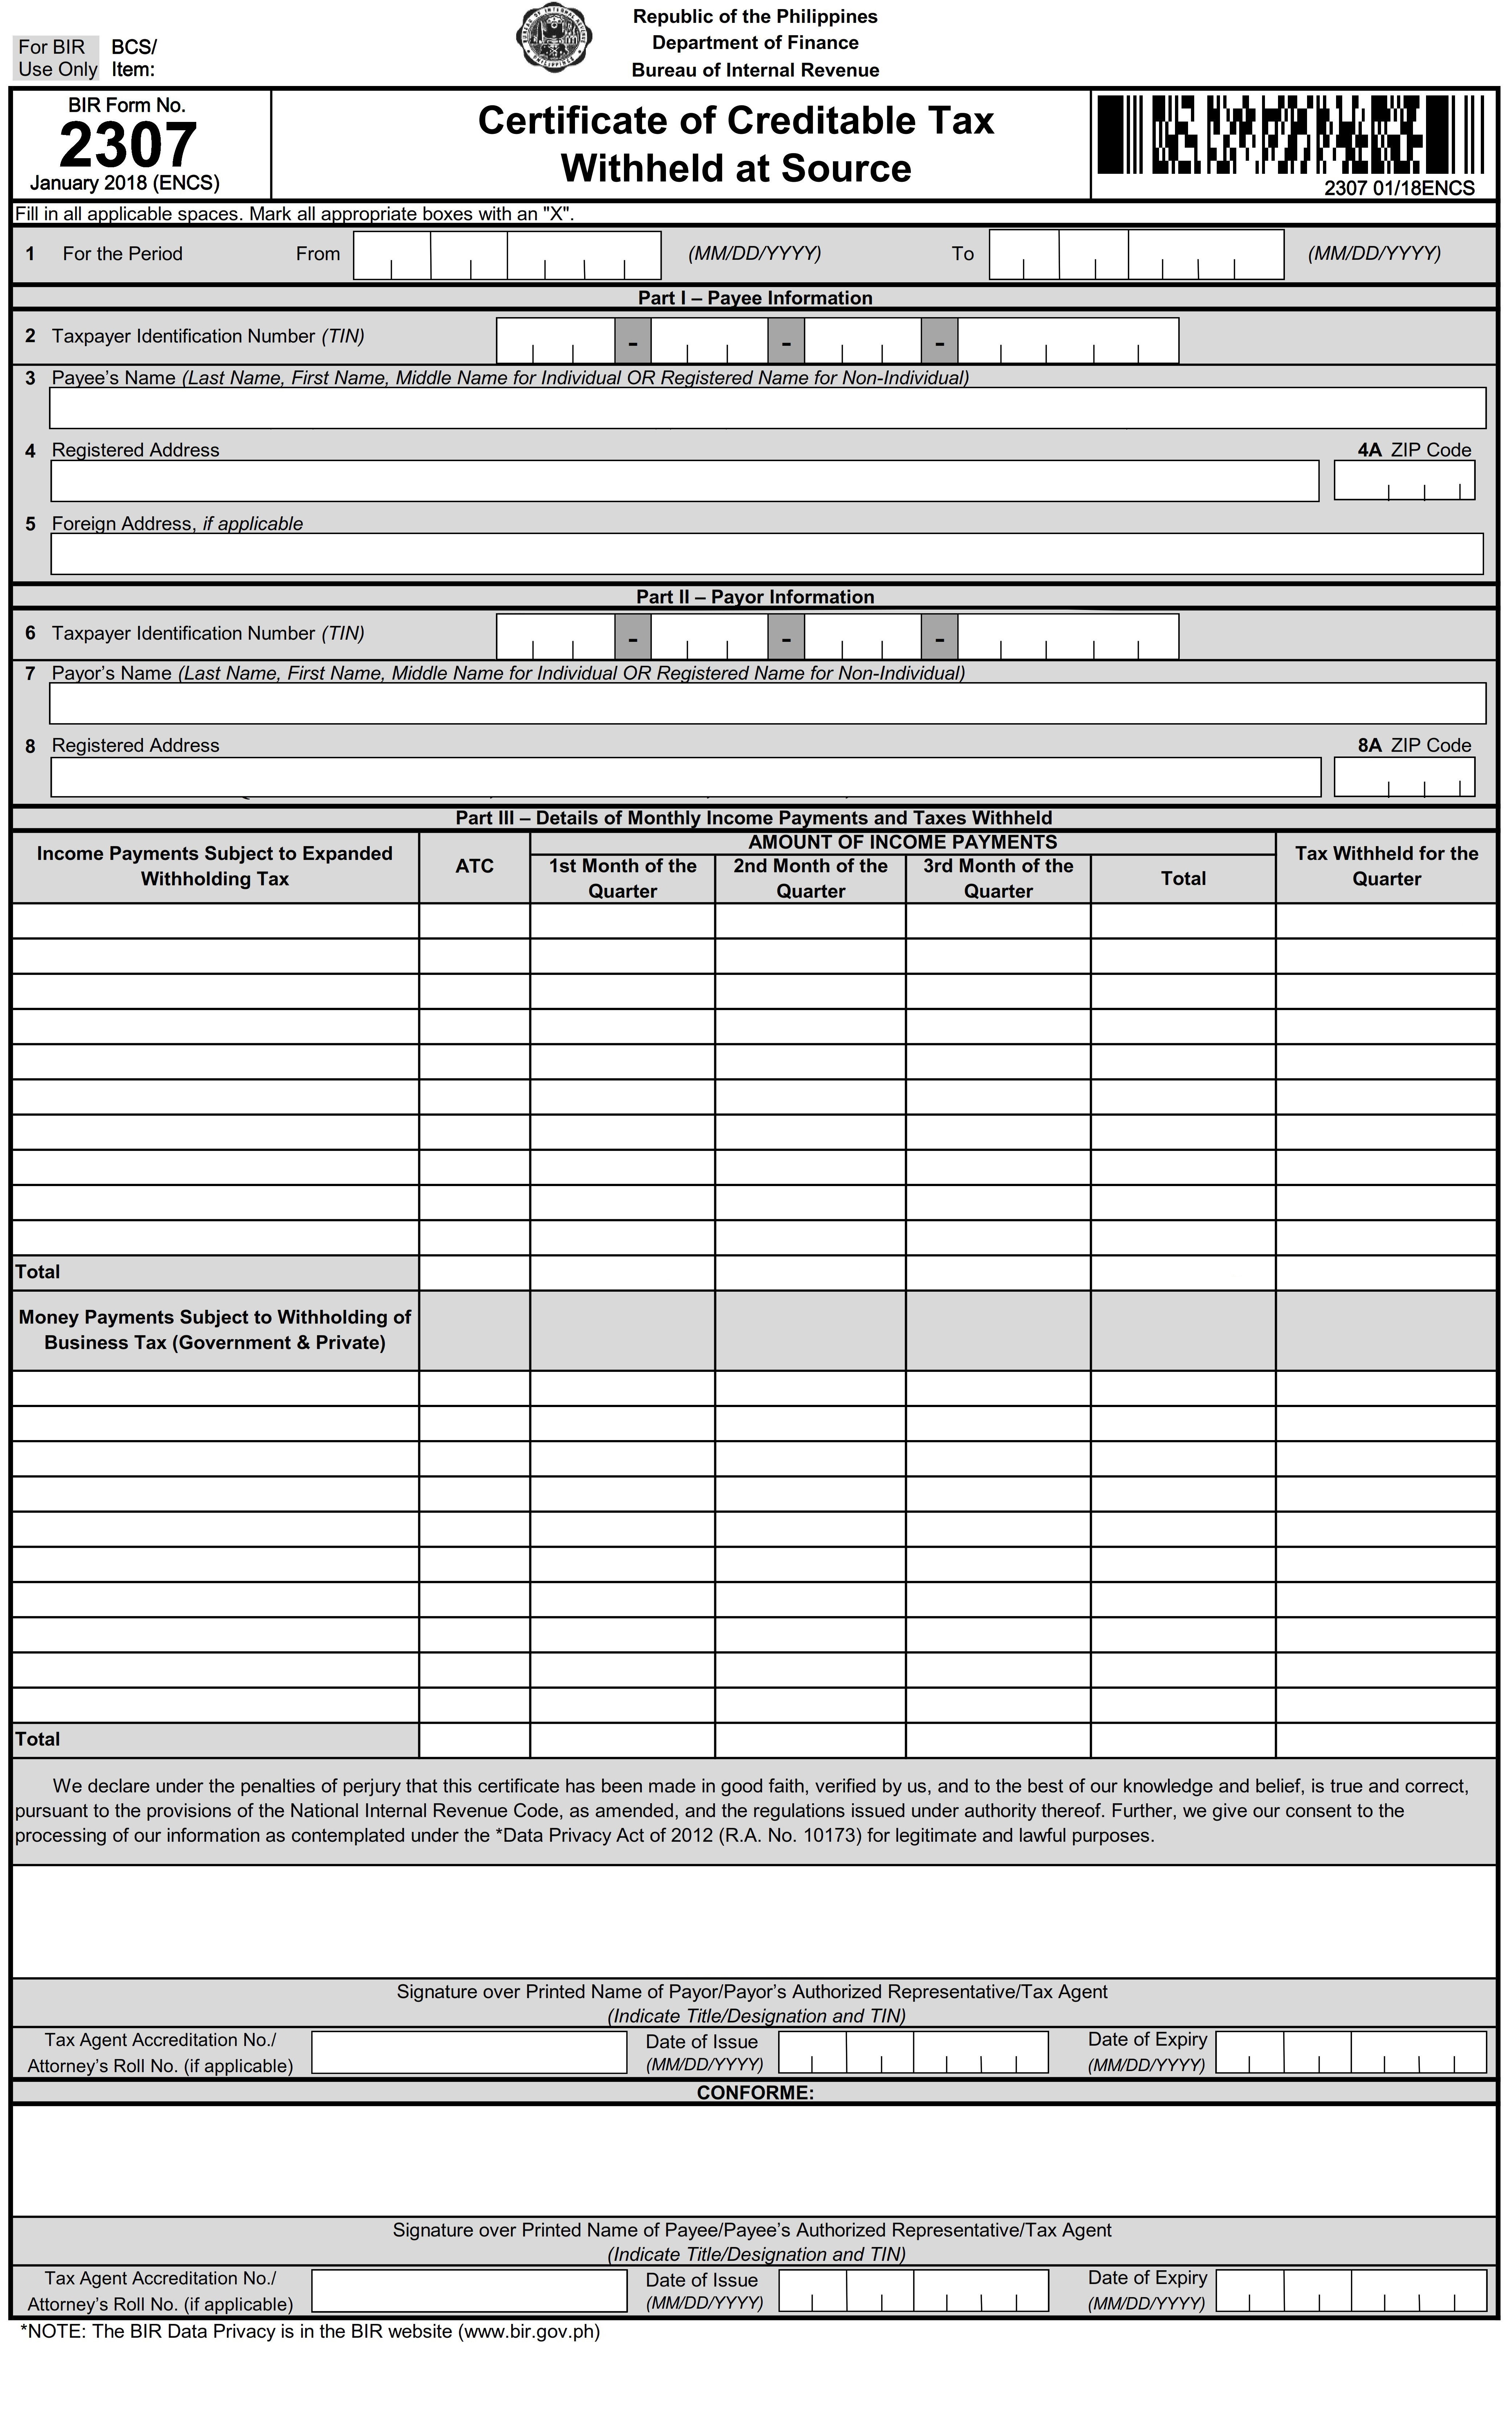 For BIR Use Only
BCS/ Item:
Republic of the Philippines
Department of Finance
Bureau of Internal Revenue
BIR Form No.
2307
January 2018 (ENCS)
Certificate of Creditable Tax
Withheld at Source
2307 01/18ENCS
Fill in all applicable spaces. Mark all appropriate boxes with an "X".
1 For the Period From (MM/DD/YYYY) To (MM/DD/YYYY)
Part I – Payee Information
2 Taxpayer Identification Number (TIN) - - -
3 Payee’s Name (Last Name, First Name, Middle Name for Individual OR Registered Name for Non-Individual)
4 Registered Address 4A ZIP Code
5 Foreign Address, if applicable
Part II – Payor Information
6 Taxpayer Identification Number (TIN) - - -
7 Payor’s Name (Last Name, First Name, Middle Name for Individual OR Registered Name for Non-Individual)
8 Registered Address 8A ZIP Code
Part III – Details of Monthly Income Payments and Taxes Withheld
Income Payments Subject to Expanded
Withholding Tax
ATC
AMOUNT OF INCOME PAYMENTS
1st Month of the
Quarter
2nd Month of the
Quarter
3rd Month of the
Quarter
Total
Tax Withheld for the
Quarter
Total
Money Payments Subject to Withholding of
Business Tax (Government & Private)
Total
We declare under the penalties of perjury that this certificate has been made in good faith, verified by us, and to the best of our knowledge and belief, is true and correct,
pursuant to the provisions of the National Internal Revenue Code, as amended, and the regulations issued under authority thereof. Further, we give our consent to the
processing of our information as contemplated under the *Data Privacy Act of 2012 (R.A. No. 10173) for legitimate and lawful purposes.
Signature over Printed Name of Payor/Payor’s Authorized Representative/Tax Agent
(Indicate Title/Designation and TIN)
Tax Agent Accreditation No./
Attorney’s Roll No. (if applicable)
Date of Issue
(MM/DD/YYYY)
Date of Expiry
(MM/DD/YYYY)
CONFORME:
Signature over Printed Name of Payee/Payee’s Authorized Representative/Tax Agent
(Indicate Title/Designation and TIN)
Tax Agent Accreditation No./
Attorney’s Roll No. (if applicable)
Date of Issue
(MM/DD/YYYY)
Date of Expiry
(MM/DD/YYYY)
*NOTE: The BIR Data Privacy is in the BIR website (www.bir.gov.ph)